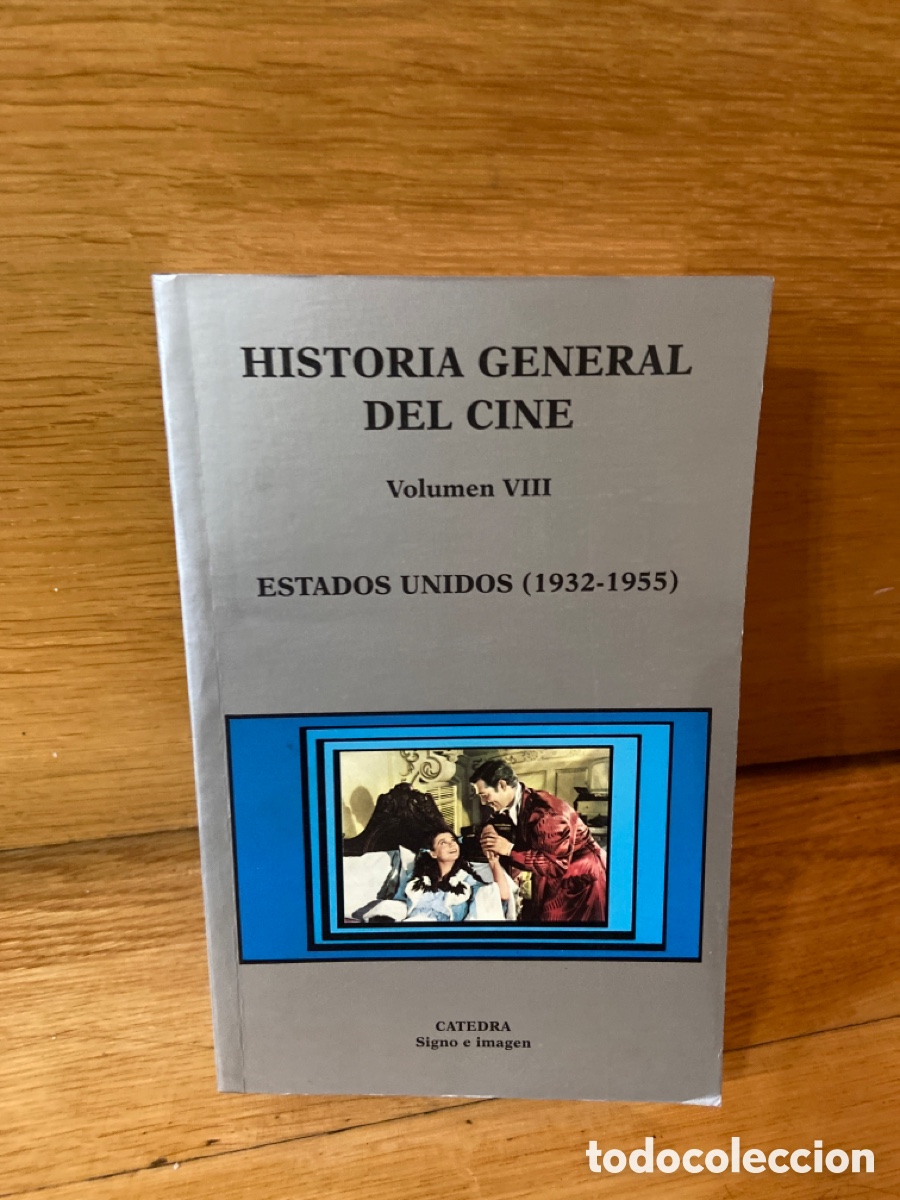 HISTORIA GENERAL
DEL CINE
Volumen VIII
ESTADOS UNIDOS (1932-1955)
CATEDRA
Signo e imagen
todocoleccion